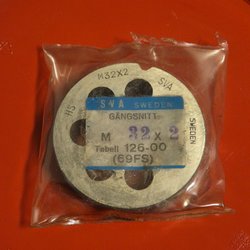 HS M32X2 SVA
SWEDEN
SVA SWEDEN
GÄNGSNITT
M 32 x 2
Tabell 126-00
(69FS)